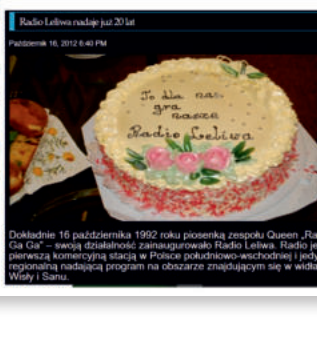 Radio Leliwa nadaje już 20 lat
Październik 16, 2012 6:40 PM
To dla nas
gra
nasze
Radio Leliwa
Dokładnie 16 października 1992 roku piosenką zespołu Queen „Ra
Ga Ga” – swoją działalność zainaugurowało Radio Leliwa. Radio je
pierwszą komercyjną stacją w Polsce południowo-wschodniej i jedy
regionalną nadającą program na obszarze znajdującym się w widła
Wisły i Sanu.